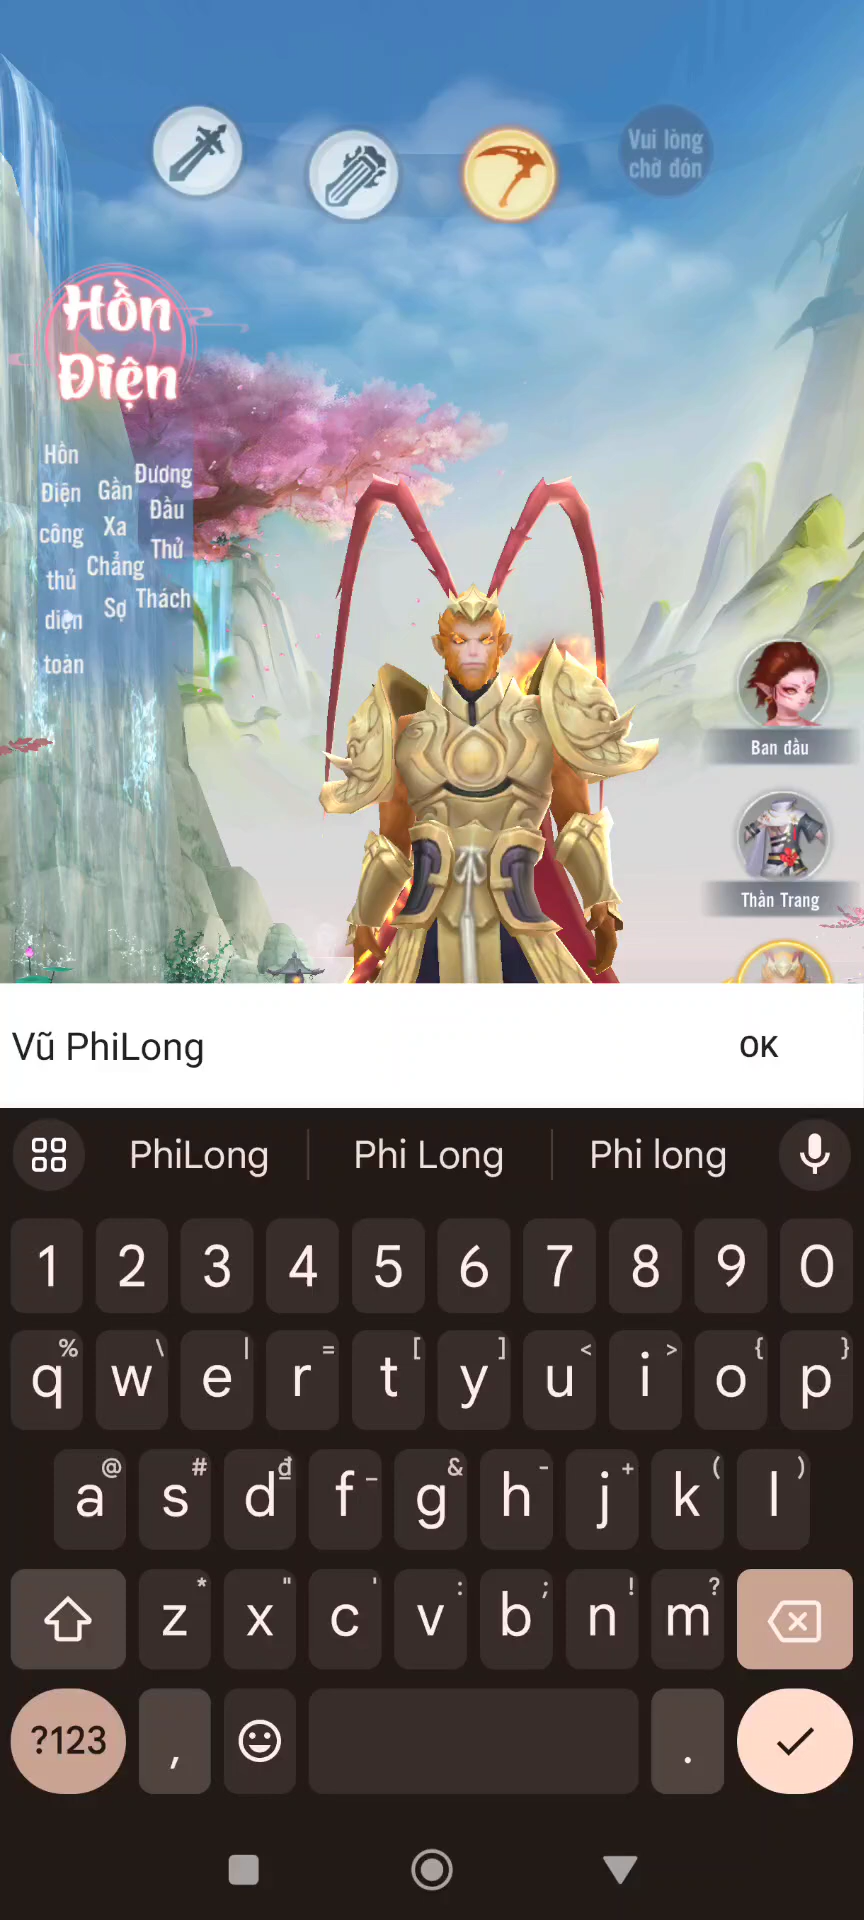 Vui lòng
chờ đón
Hồn
Điện
Hồn
Điện
công
thủ
diện
toàn
Gần
Xa
Chẳng
Sợ
Đương
Đầu
Thử
Thách
Ban đầu
Thần Trang
Vũ PhiLong
OK
PhiLong
Phi Long
Phi long
1 2 3 4 5 6 7 8 9 0
% \ | = [ ] < > { }
q w e r t y u i o p
@ # ₫ _ & - + ( )
a s d f g h j k l
* " ' : ; ! ?
z x c v b n m
?123 , .